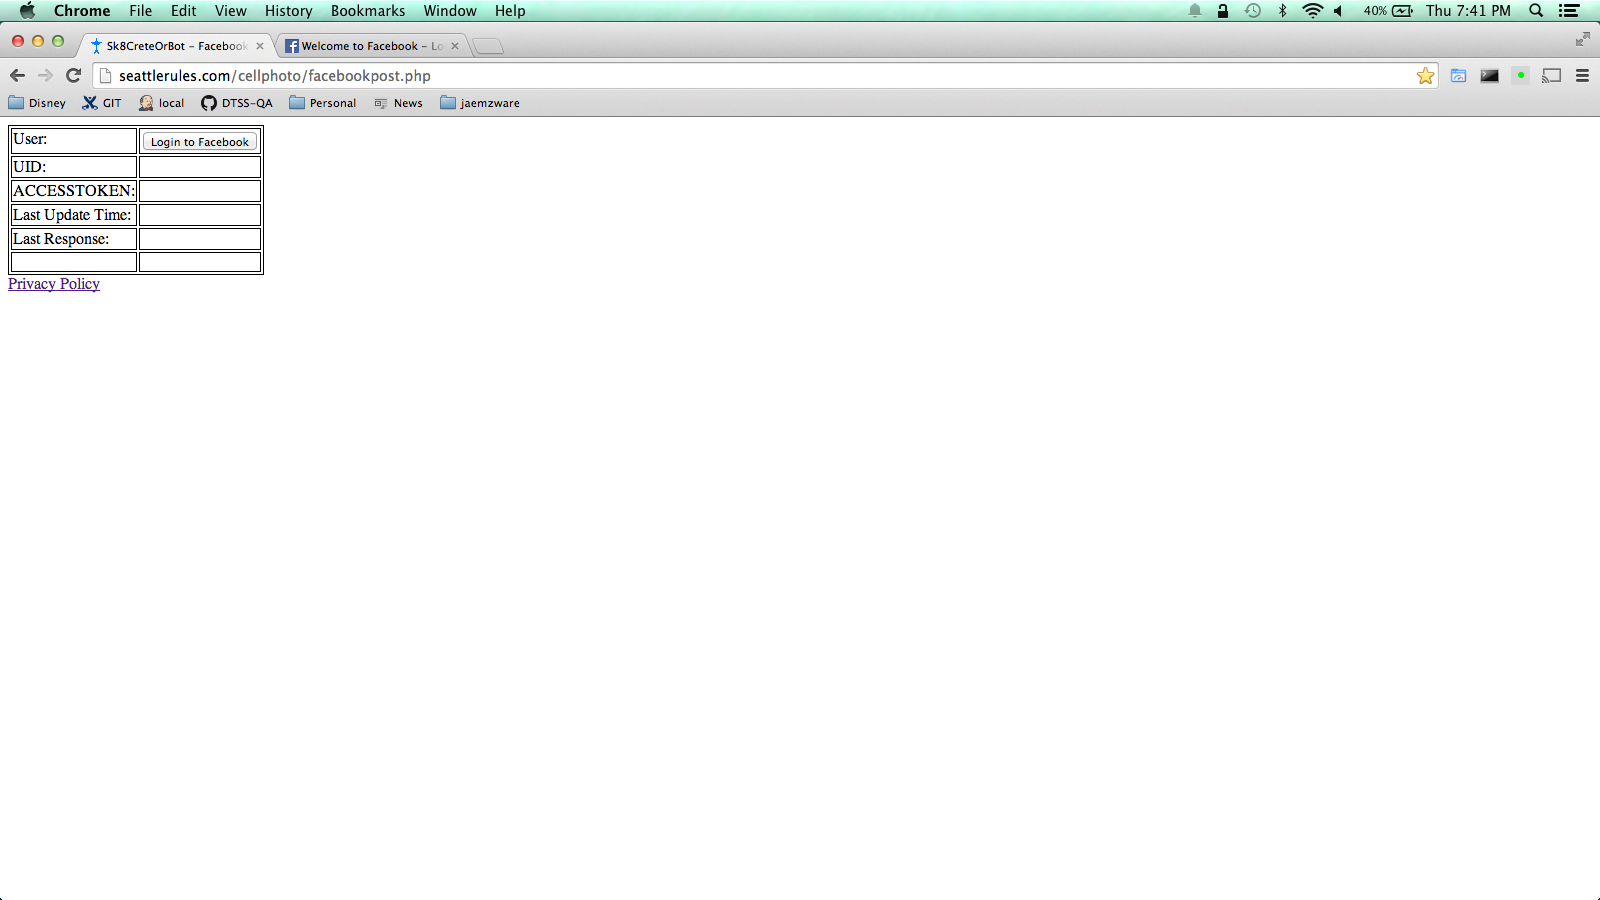 Chrome File Edit View History Bookmarks Window Help 40% Thu 7:41 PM
Sk8CreteOrBot – Facebook Welcome to Facebook – Lo
seattlerules.com/cellphoto/facebookpost.php
Disney GIT local DTSS-QA Personal News jaemzware
User: Login to Facebook
UID:
ACCESSTOKEN:
Last Update Time:
Last Response:
Privacy Policy